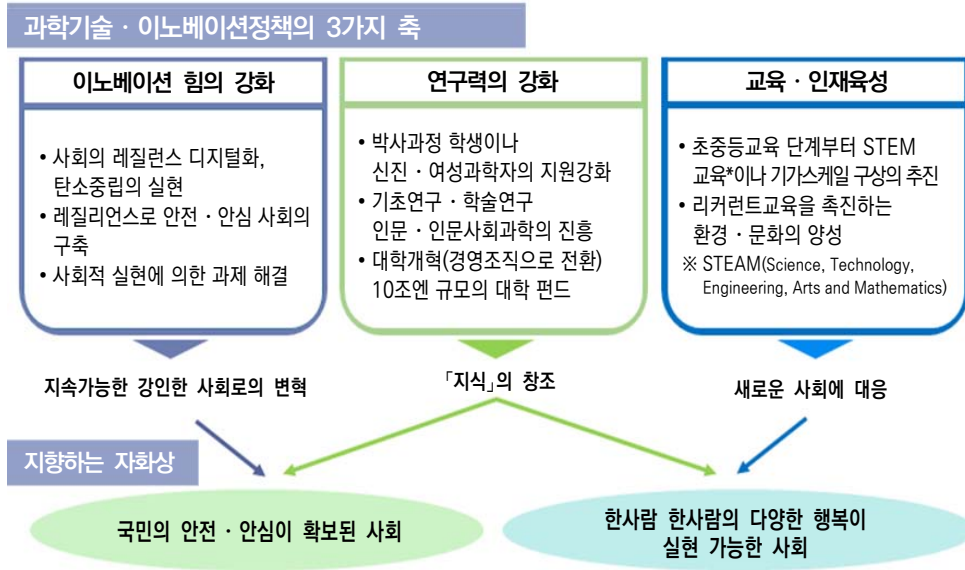 과학기술 · 이노베이션정책의 3가지 축
이노베이션 힘의 강화
• 사회의 레질런스 디지털화,
탄소중립의 실현
• 레질리언스로 안전 · 안심 사회의
구축
• 사회적 실현에 의한 과제 해결
지속가능한 강인한 사회로의 변혁
연구력의 강화
• 박사과정 학생이나
신진 · 여성과학자의 지원강화
• 기초연구 · 학술연구
인문 · 인문사회과학의 진흥
• 대학개혁(경영조직으로 전환)
10조엔 규모의 대학 펀드
「지식」의 창조
교육 · 인재육성
• 초중등교육 단계부터 STEM
교육*이나 기가스케일 구상의 추진
• 리커런트교육을 촉진하는
환경 · 문화의 양성
※ STEAM(Science, Technology,
Engineering, Arts and Mathematics)
새로운 사회에 대응
지향하는 자화상
국민의 안전 · 안심이 확보된 사회
한사람 한사람의 다양한 행복이
실현 가능한 사회